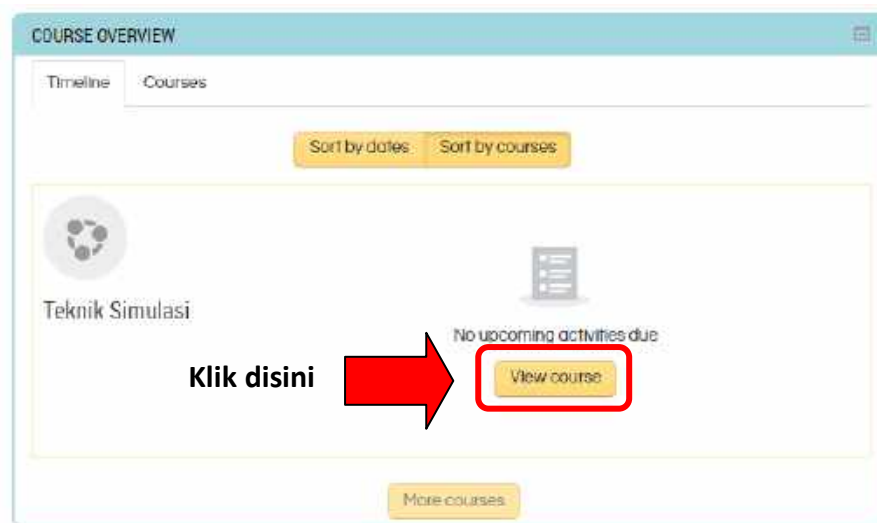 COURSE OVERVIEW
Timeline Courses
Sort by dates Sort by courses
Teknik Simulasi
No upcoming activities due
Klik disini
View course
More courses